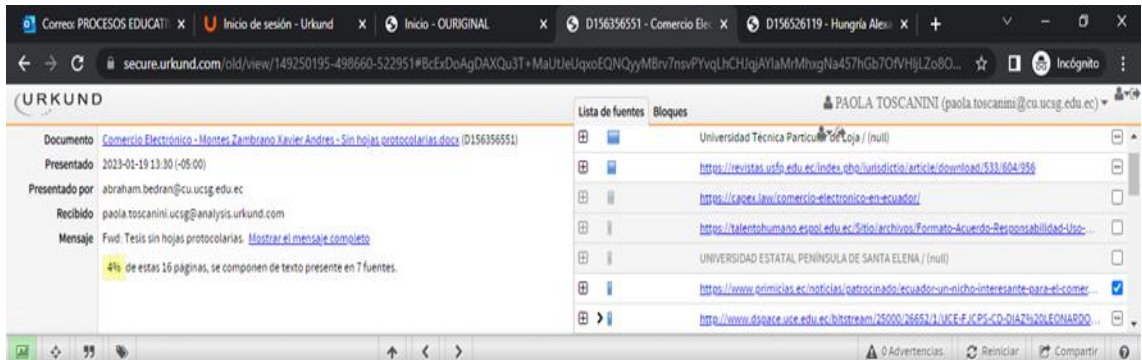 Correo: PROCESOS EDUCATI
Inicio de sesión - Urkund
Inicio - OURIGINAL
D156356551 - Comercio Elec
D156526119 - Hungría Alexa
secure.urkund.com/old/view/149250195-498660-522951#BcExDoAgDAXQu3T+MaUtJeUqxoEQNQyyMBrv7nsvPYvqLhCHJqjAYIaMrMhxgNa457hGb7OfVHjLZo8O...
Incógnito
URKUND
Lista de fuentes
Bloques
PAOLA TOSCANINI (paola.toscanini@cu.ucsg.edu.ec)
Documento Comercio Electrónico - Montes Zambrano Xavier Andres - Sin hojas protocolarias.docx (D156356551)
Presentado 2023-01-19 13:30 (-05:00)
Presentado por abraham.bedran@cu.ucsg.edu.ec
Recibido paola.toscanini.ucsg@analysis.urkund.com
Mensaje Fwd: Tesis sin hojas protocolarias. Mostrar el mensaje completo
4% de estas 16 páginas, se componen de texto presente en 7 fuentes.
Universidad Técnica Particular de Loja / (null)
https://revistas.usfq.edu.ec/index.php/iurisdictio/article/download/533/604/956
https://capex.law/comercio-electronico-en-ecuador/
https://talentohumano.espol.edu.ec/Sitio/archivos/Formato-Acuerdo-Responsabilidad-Uso-...
UNIVERSIDAD ESTATAL PENÍNSULA DE SANTA ELENA / (null)
https://www.primicias.ec/noticias/patrocinado/ecuador-un-nicho-interesante-para-el-comer...
http://www.dspace.uce.edu.ec/bitstream/25000/26652/1/UCE-FJCPS-CD-DIAZ%20LEONARDO...
0 Advertencias.
Reiniciar
Compartir